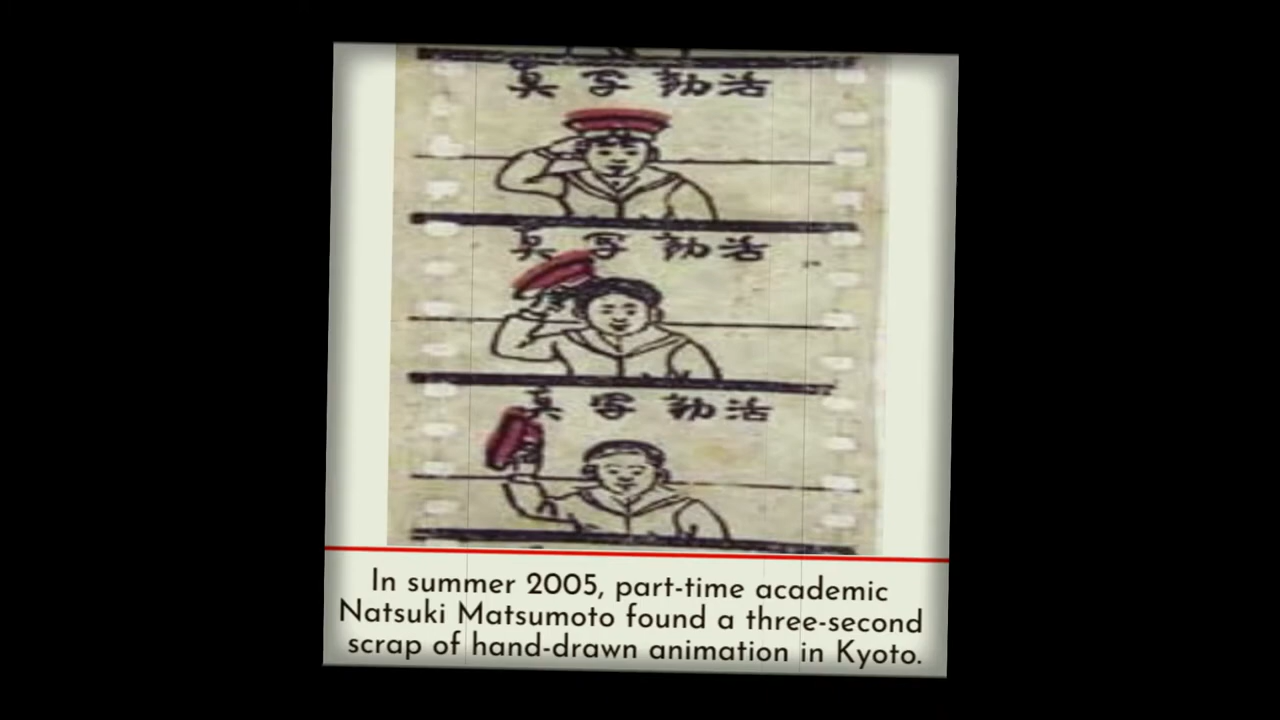 活動写真
活動写真
活動写真
In summer 2005, part-time academic
Natsuki Matsumoto found a three-second
scrap of hand-drawn animation in Kyoto.